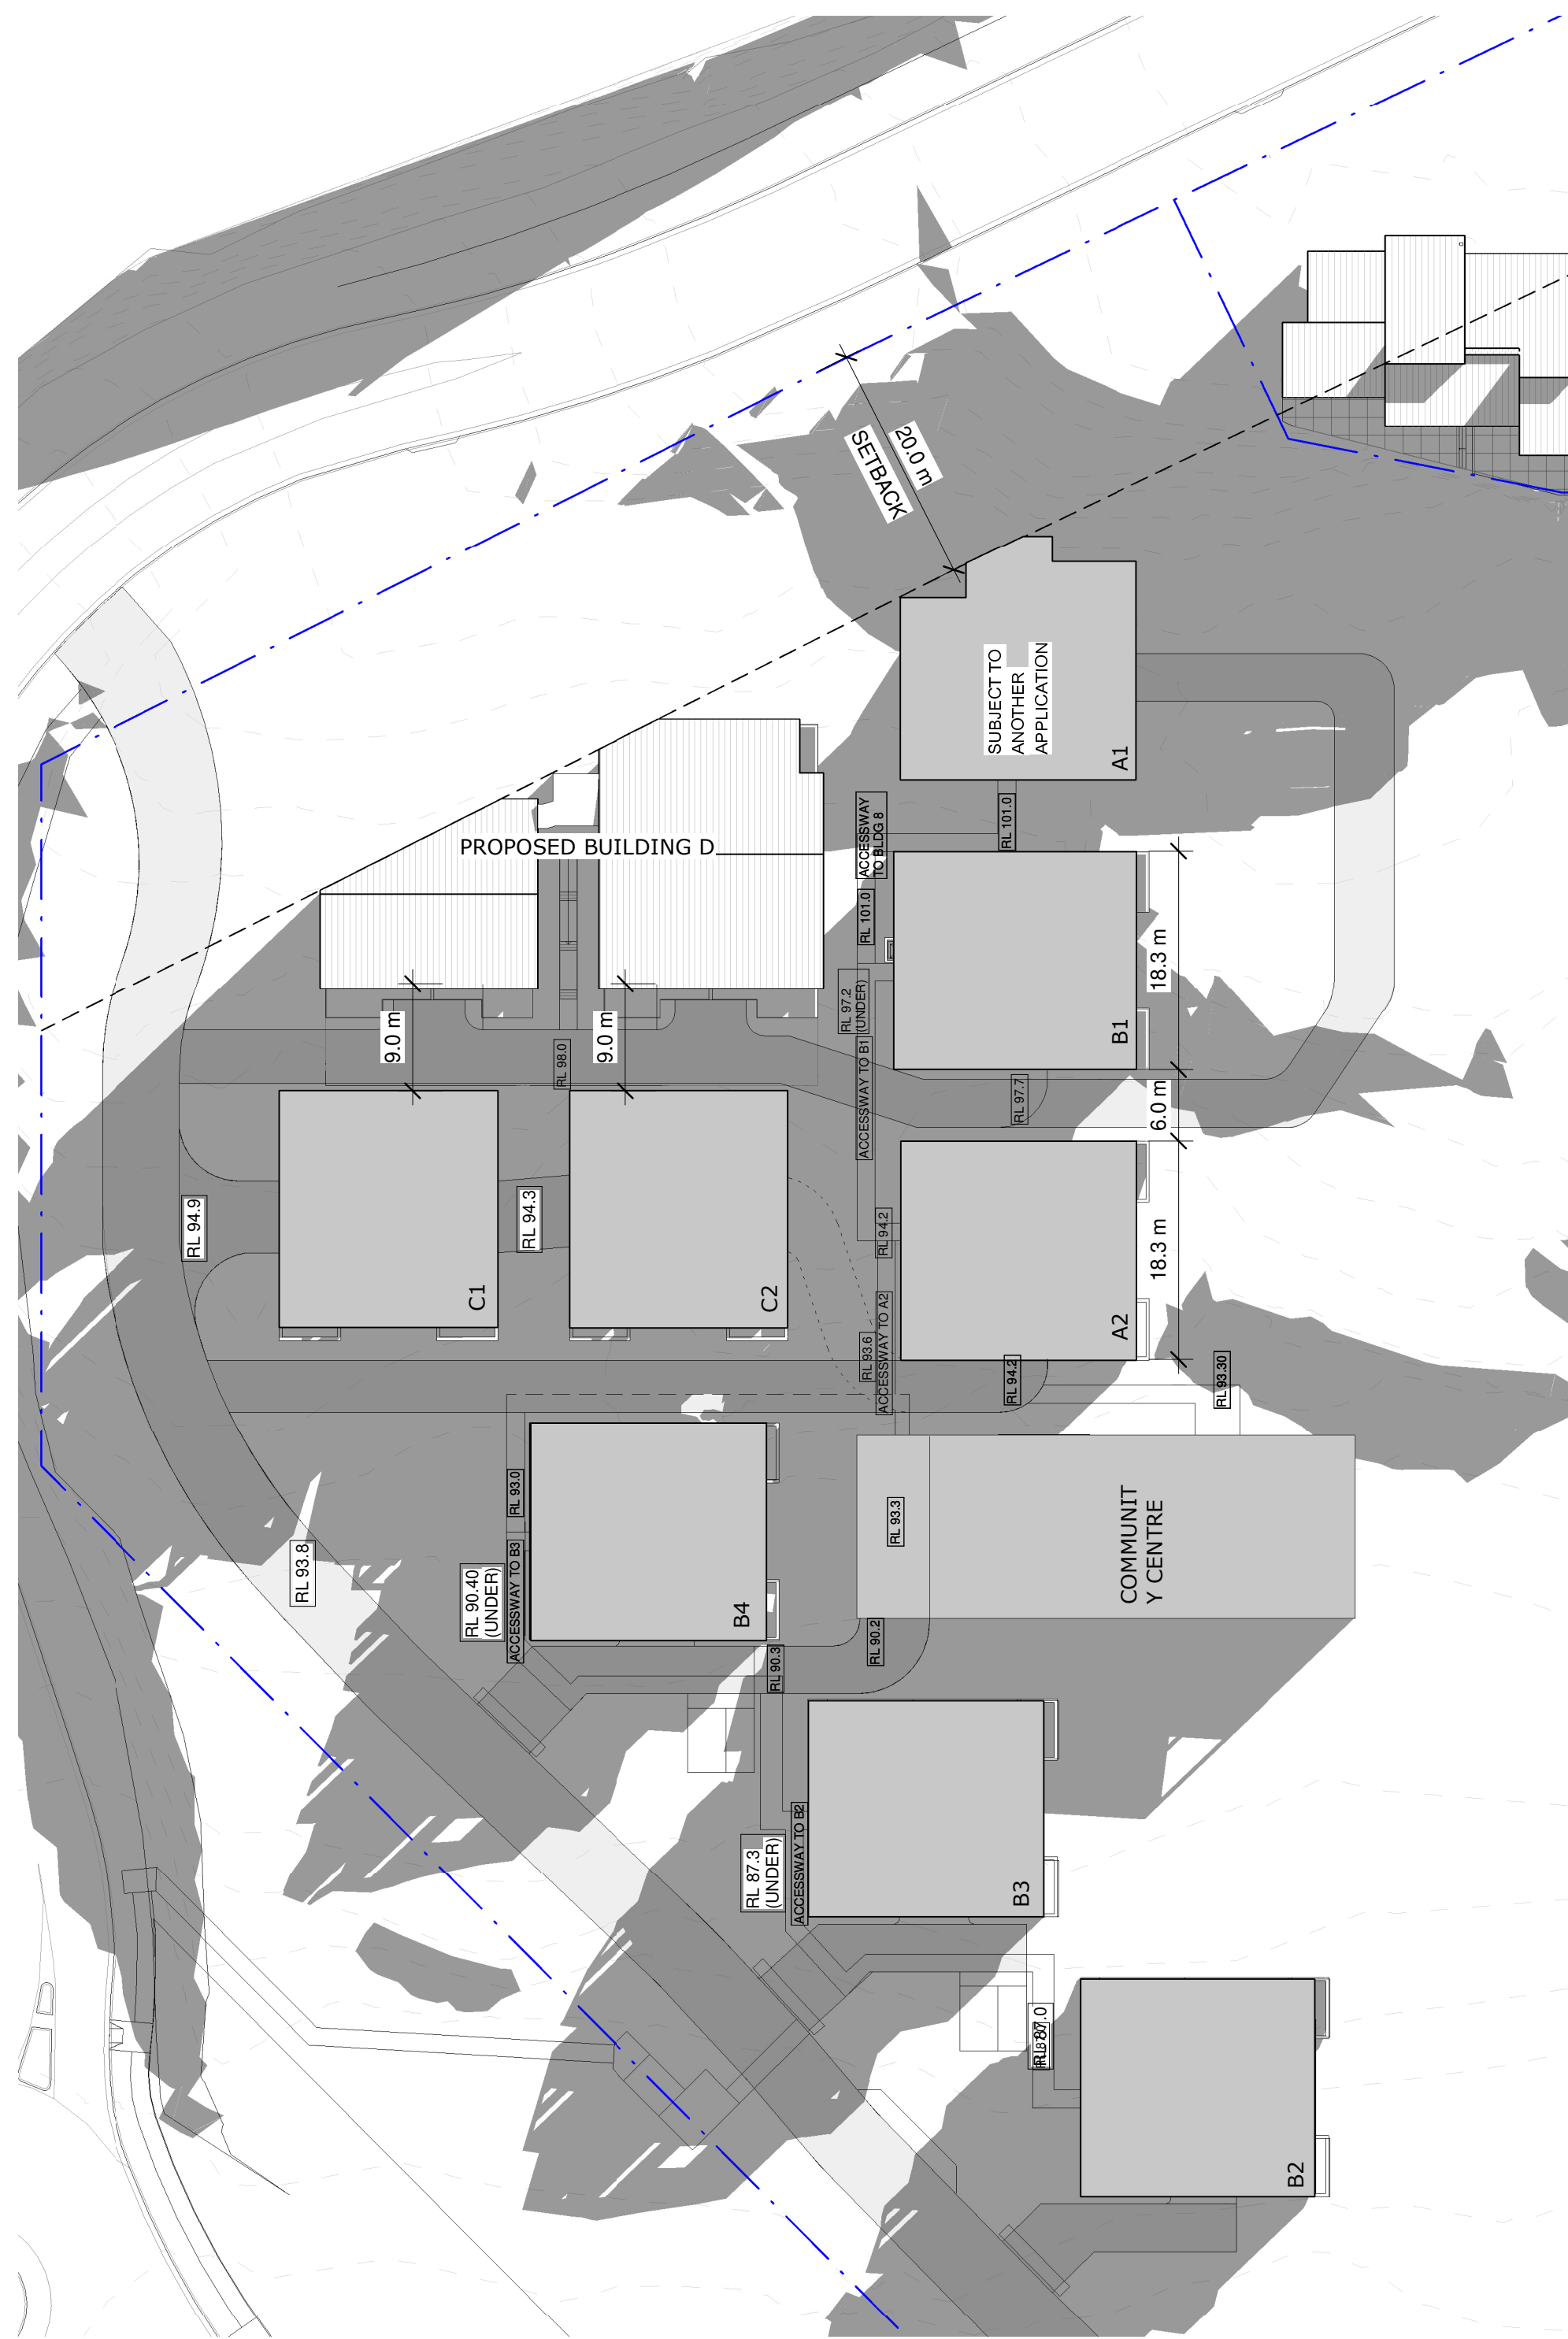 20.0 m
SETBACK
SUBJECT TO
ANOTHER
APPLICATION
A1
PROPOSED BUILDING D
ACCESSWAY
TO BLDG 8
RL 101.0
RL 101.0
RL 97.2
(UNDER)
18.3 m
B1
9.0 m
9.0 m
RL 98.0
ACCESSWAY TO B1
RL 97.7
6.0 m
RL 94.9
RL 94.3
C1
C2
RL 94.2
18.3 m
A2
ACCESSWAY TO A2
RL 93.6
RL 94.2
RL 93.30
RL 93.0
RL 93.3
COMMUNIT
Y CENTRE
RL 93.8
RL 90.40
(UNDER)
ACCESSWAY TO B3
B4
RL 90.3
RL 90.2
RL 87.3
(UNDER)
ACCESSWAY TO B2
B3
RL 87.0
B2